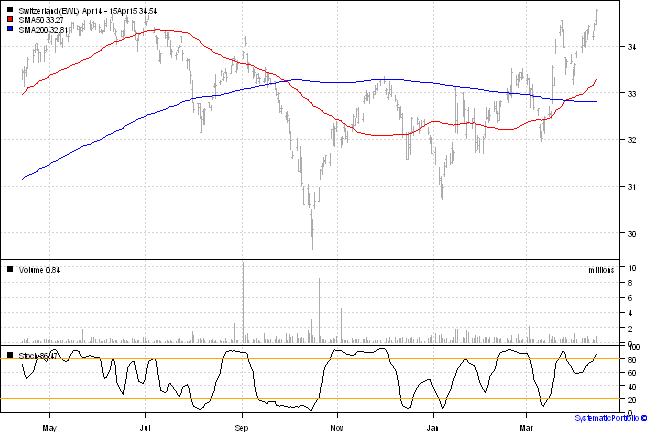 Switzerland(EWL) Apr14 - 15Apr15 34.54
SMA50 33.27
SMA200 32.81
34
33
32
31
30
Volume 0.84
millions
10
8
6
4
2
0
100
80
60
40
20
0
May
Jul
Sep
Nov
Jan
Mar
SystematicPortfolio ©